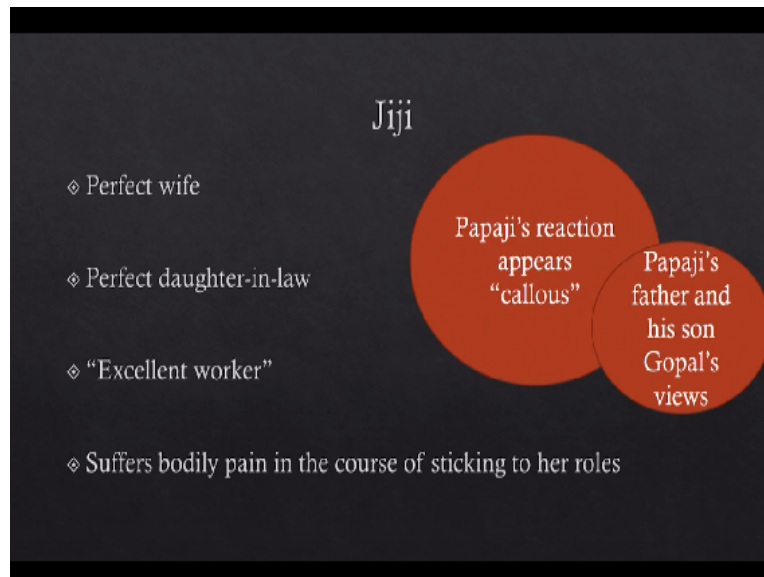 Jiji
◈ Perfect wife
◈ Perfect daughter-in-law
◈ “Excellent worker”
◈ Suffers bodily pain in the course of sticking to her roles
Papaji’s reaction
appears
“callous”
Papaji’s
father and
his son
Gopal’s
views